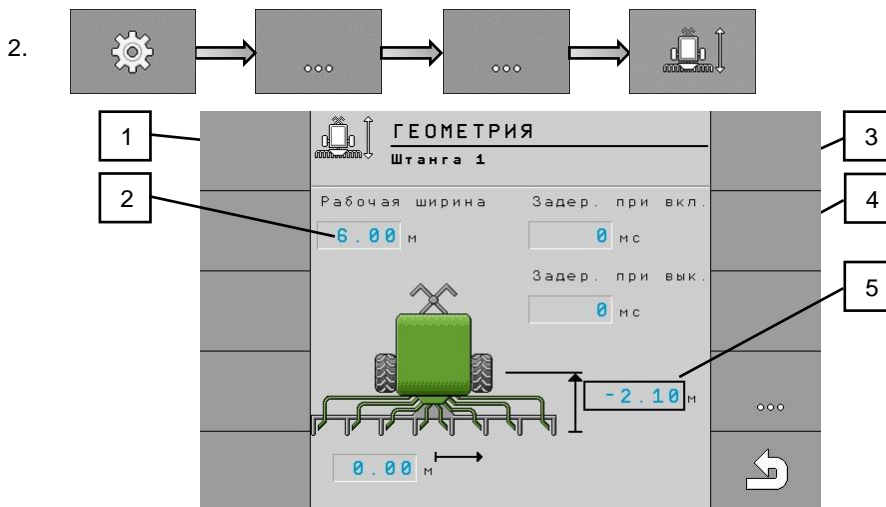 2.
ГЕОМЕТРИЯ
Штанга 1
1
3
2
4
5
Рабочая ширина
Задер. при вкл.
6.00 м
0 мс
Задер. при вык.
0 мс
-2.10 м
0.00 м